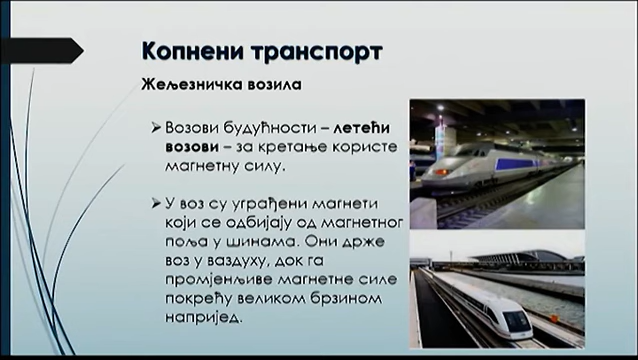 Копнени транспорт
Жељезничка возила
➢Возови будућности – летећи
возови – за кретање користе
магнетну силу.
➢У воз су уграђени магнети
који се одбијају од магнетног
поља у шинама. Они држе
воз у ваздуху, док га
промјенљиве магнетне силе
покрећу великом брзином
напријед.